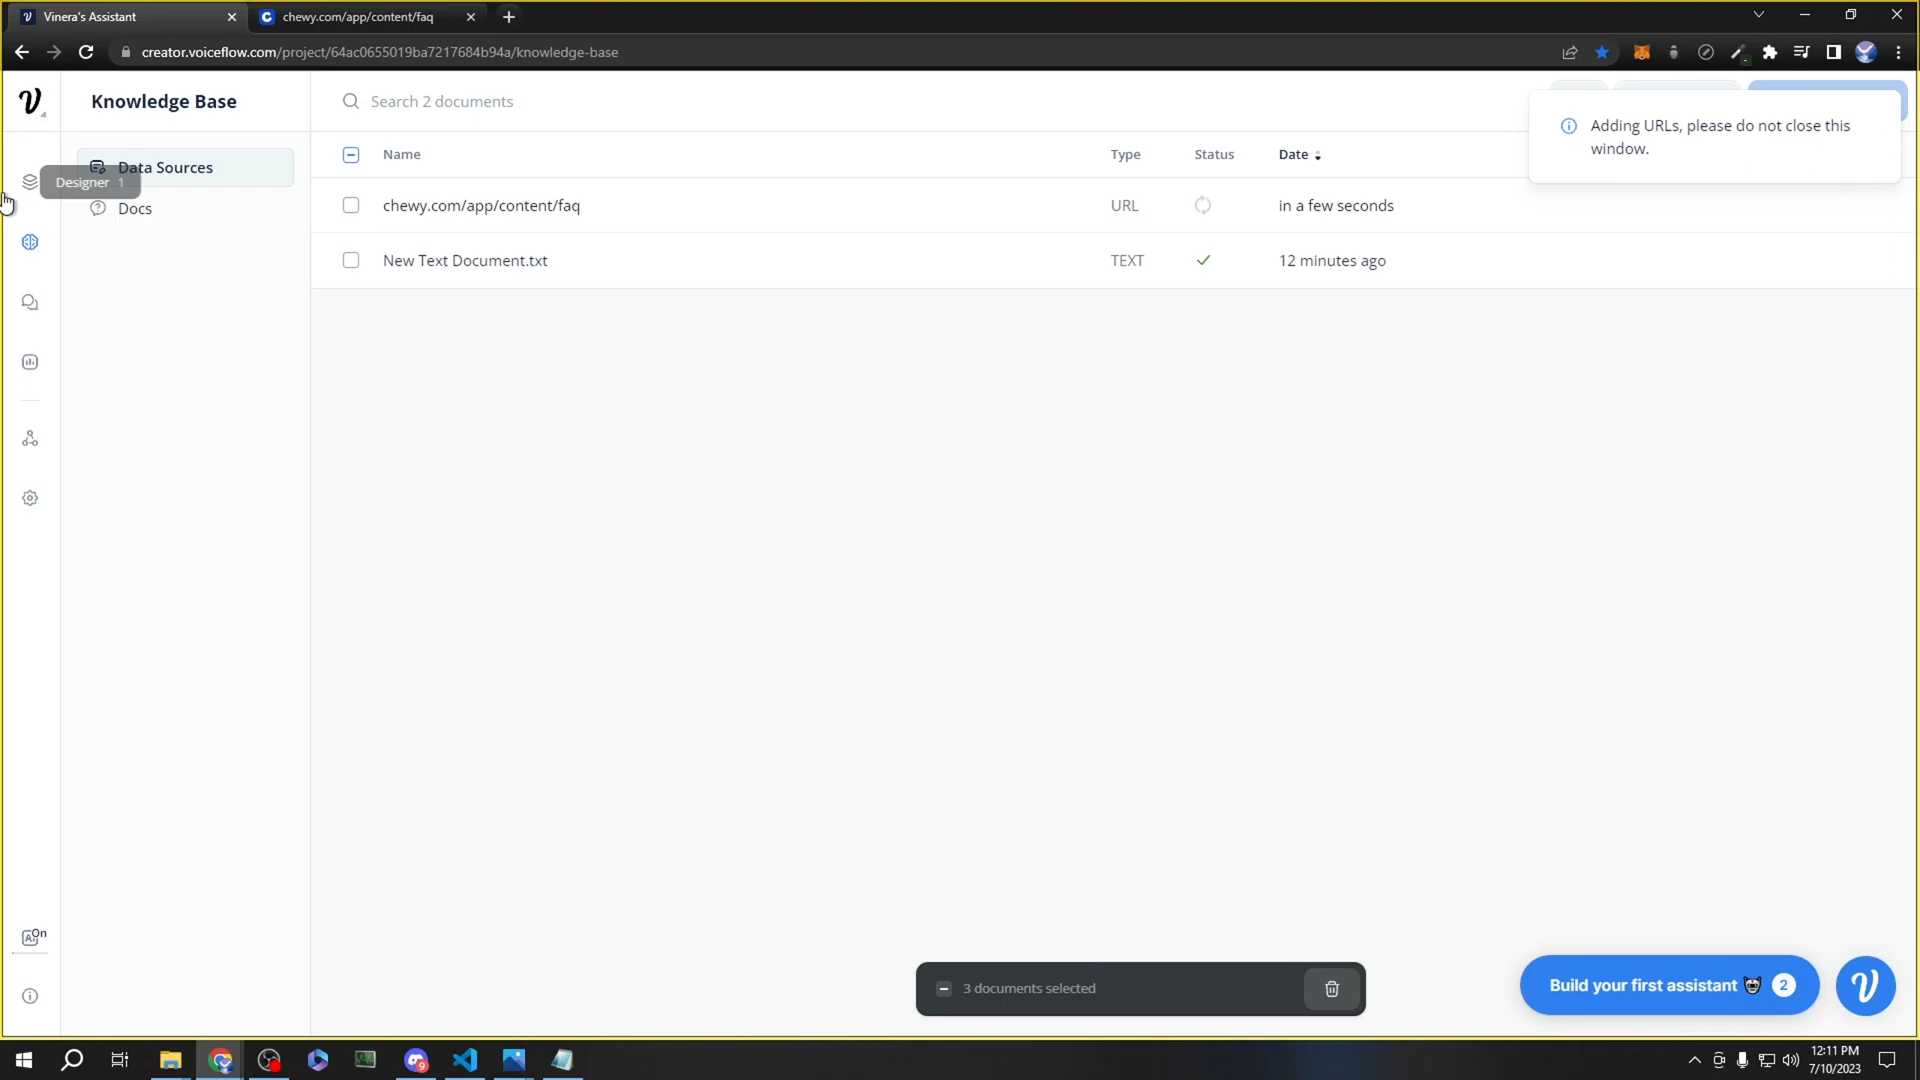 Vinera's Assistant
chewy.com/app/content/faq
creator.voiceflow.com/project/64ac0655019ba7217684b94a/knowledge-base
Knowledge Base
Search 2 documents
Adding URLs, please do not close this
window.
Name
Type
Status
Date
Data Sources
Designer 1
Docs
chewy.com/app/content/faq
URL
in a few seconds
New Text Document.txt
TEXT
12 minutes ago
On
3 documents selected
Build your first assistant
2
12:11 PM
7/10/2023